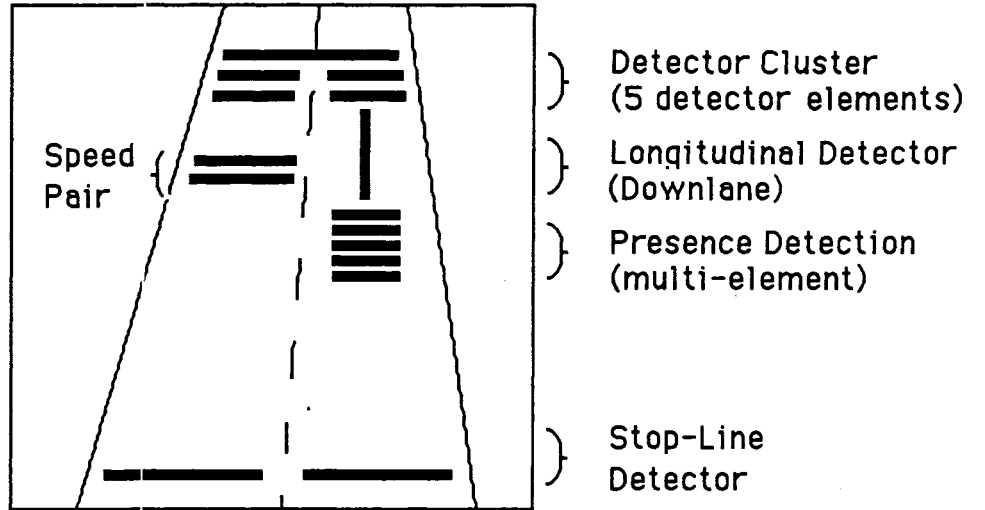 Detector Cluster
(5 detector elements)
Speed
Pair
Longitudinal Detector
(Downlane)
Presence Detection
(multi-element)
Stop-Line
Detector